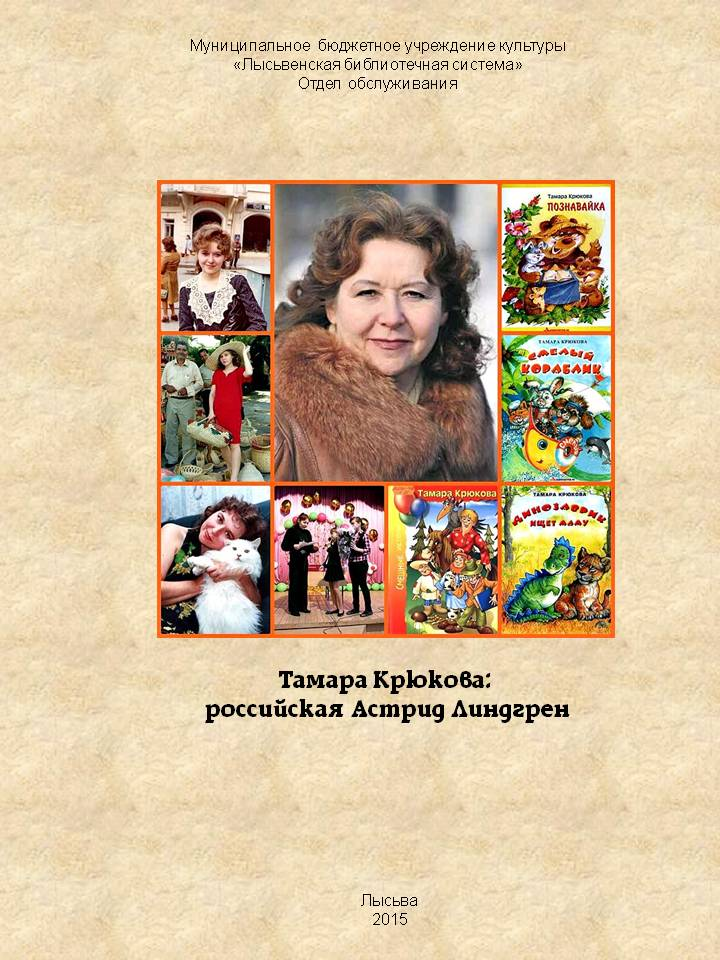 Муниципальное бюджетное учреждение культуры
«Лысьвенская библиотечная система»
Отдел обслуживания
Тамара Крюкова
ПОЗНАВАЙКА
ТАМАРА КРЮКОВА
СМЕЛЫЙ
КОРАБЛИК
Тамара Крюкова
СМЕШНЫЕ
ТАМАРА КРЮКОВА
ДИНОЗАВРИК
ИЩЕТ МАМУ
Тамара Крюкова:
российская Астрид Линдгрен
Лысьва
2015